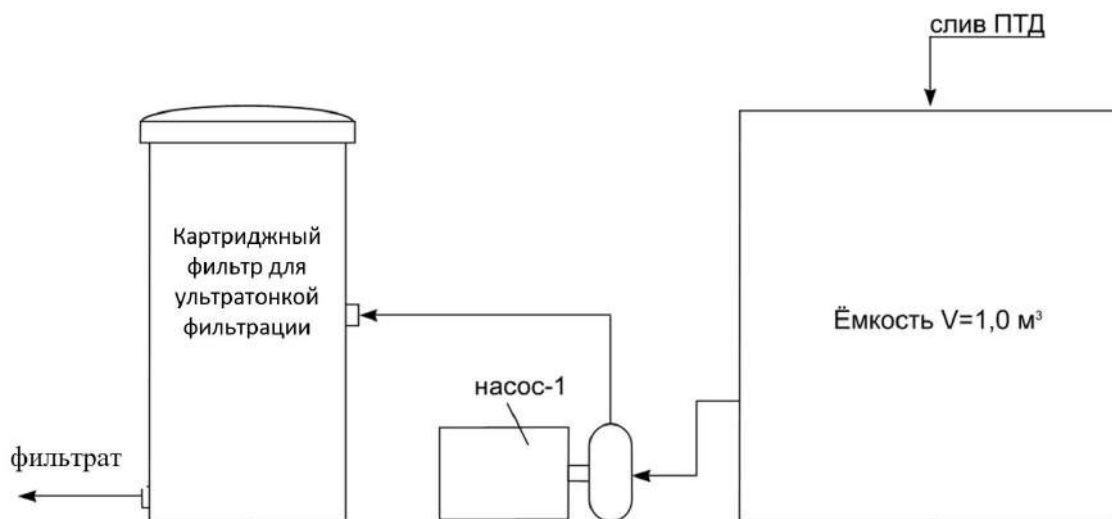 слив ПТД
Картриджный
фильтр для
ультратонкой
фильтрации
Ёмкость V=1,0 м³
насос-1
фильтрат